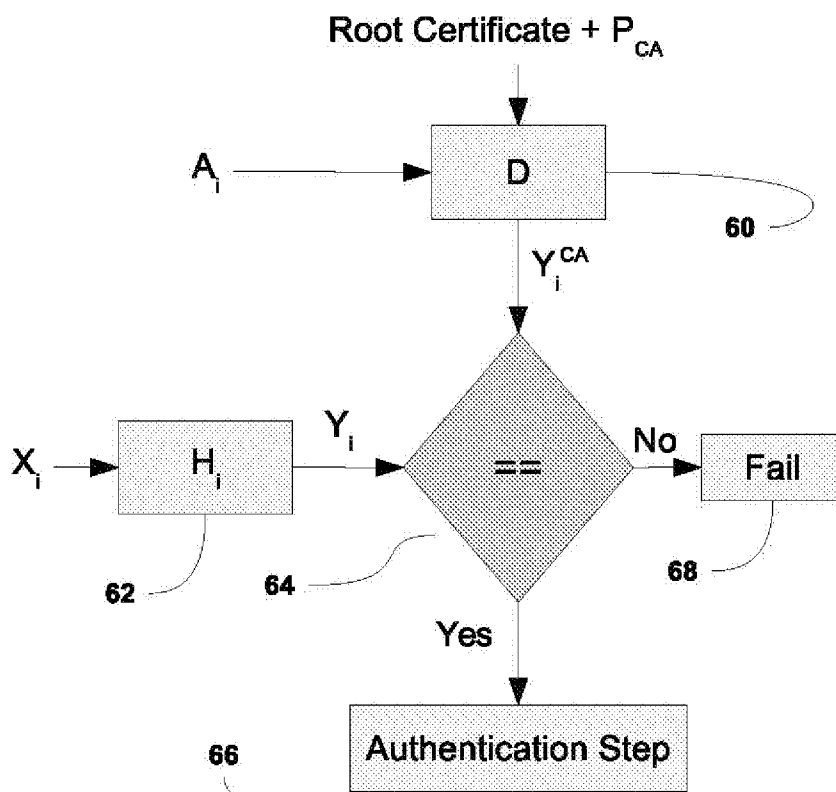 Root Certificate + P_CA
A_i
D
60
Y_i^CA
X_i
H_i
Y_i
==
No
Fail
62
64
68
Yes
Authentication Step
66